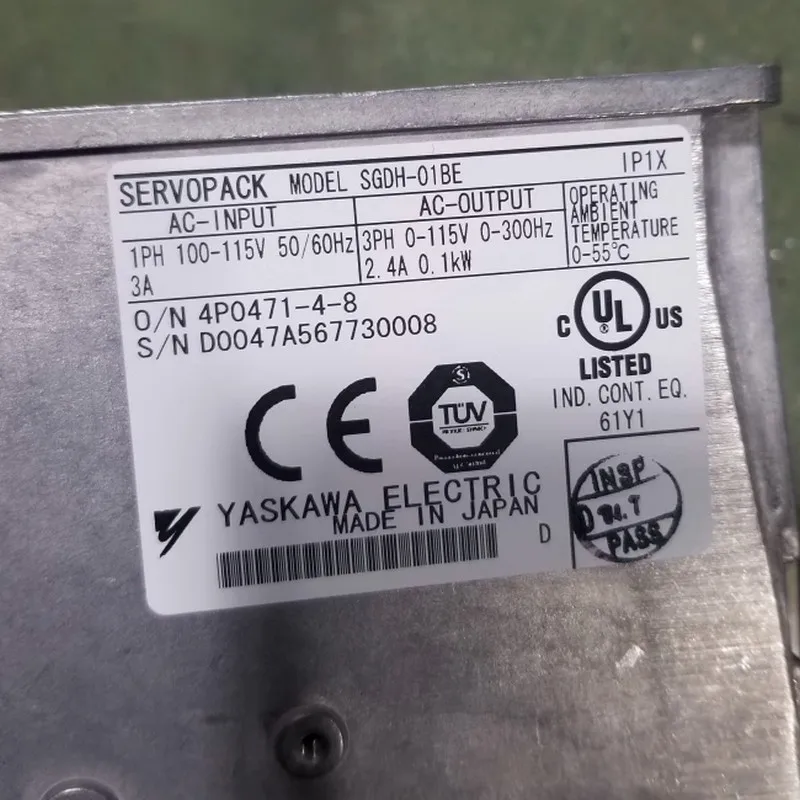 SERVOPACK MODEL SGDH-01BE IP1X
AC-INPUT
1PH 100-115V 50/60Hz
3A
AC-OUTPUT
3PH 0-115V 0-300Hz
2.4A 0.1kW
OPERATING
AMBIENT
TEMPERATURE
0-55℃
O/N 4P0471-4-8
S/N D0047A567730008
C UL US
®
LISTED
IND. CONT. EQ.
61Y1
CE
S
TÜV
YASKAWA ELECTRIC
MADE IN JAPAN
D
INSP
PASS